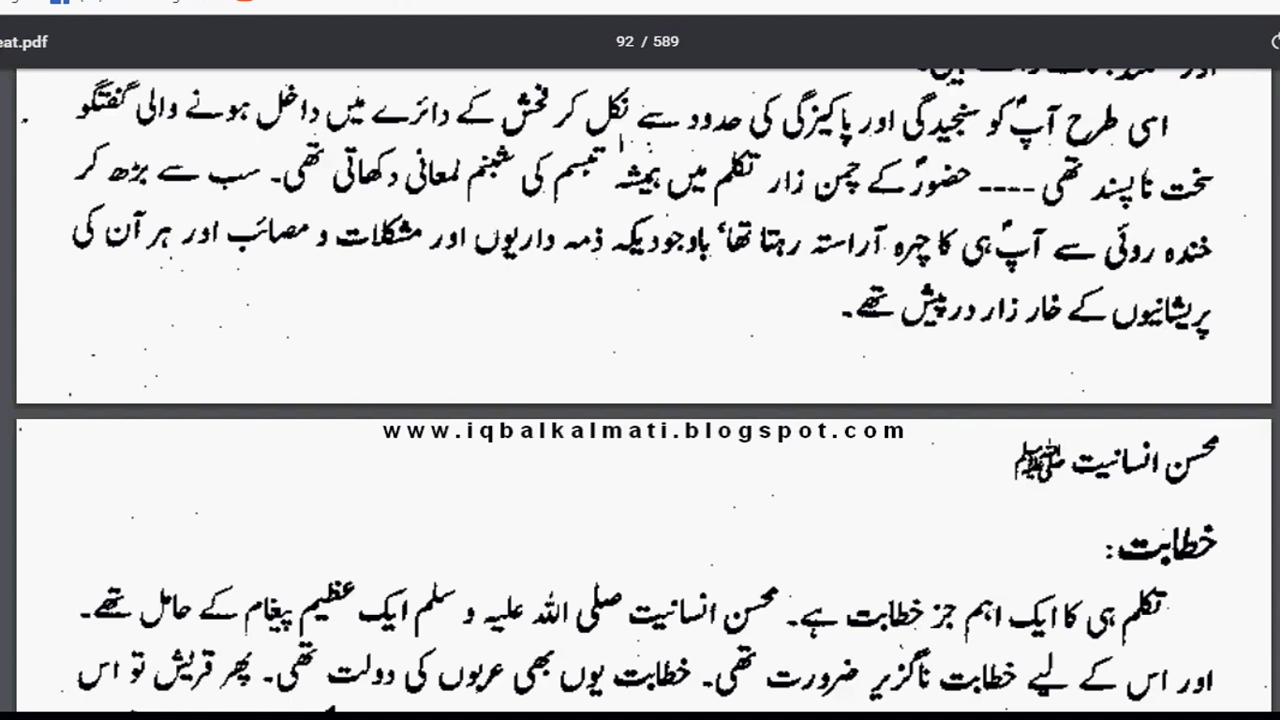 eat.pdf
92 / 589
اسی طرح آپؐ کو سنجیدگی اور پاکیزگی کی حدود سے نکل کر فحش کے دائرے میں داخل ہونے والی گفتگو
سخت ناپسند تھی ---- حضورؐ کے چمن زار تکلم میں ہمیشہ تبسم کی شبنم لمعانی دکھاتی تھی۔ سب سے بڑھ کر
خندہ روئی سے آپؐ ہی کا چہرہ آراستہ رہتا تھا، باوجودیکہ ذمہ داریوں اور مشکلات و مصائب اور ہر آن کی
پریشانیوں کے خار زار درپیش تھے۔
www.iqbalkalmati.blogspot.com
محسن انسانیت ﷺ
خطابت:
تکلم ہی کا ایک اہم جز خطابت ہے۔ محسن انسانیت صلی اللہ علیہ و سلم ایک عظیم پیغام کے حامل تھے۔
اور اس کے لیے خطابت ناگزیر ضرورت تھی۔ خطابت یوں بھی عربوں کی دولت تھی۔ پھر قریش تو اس